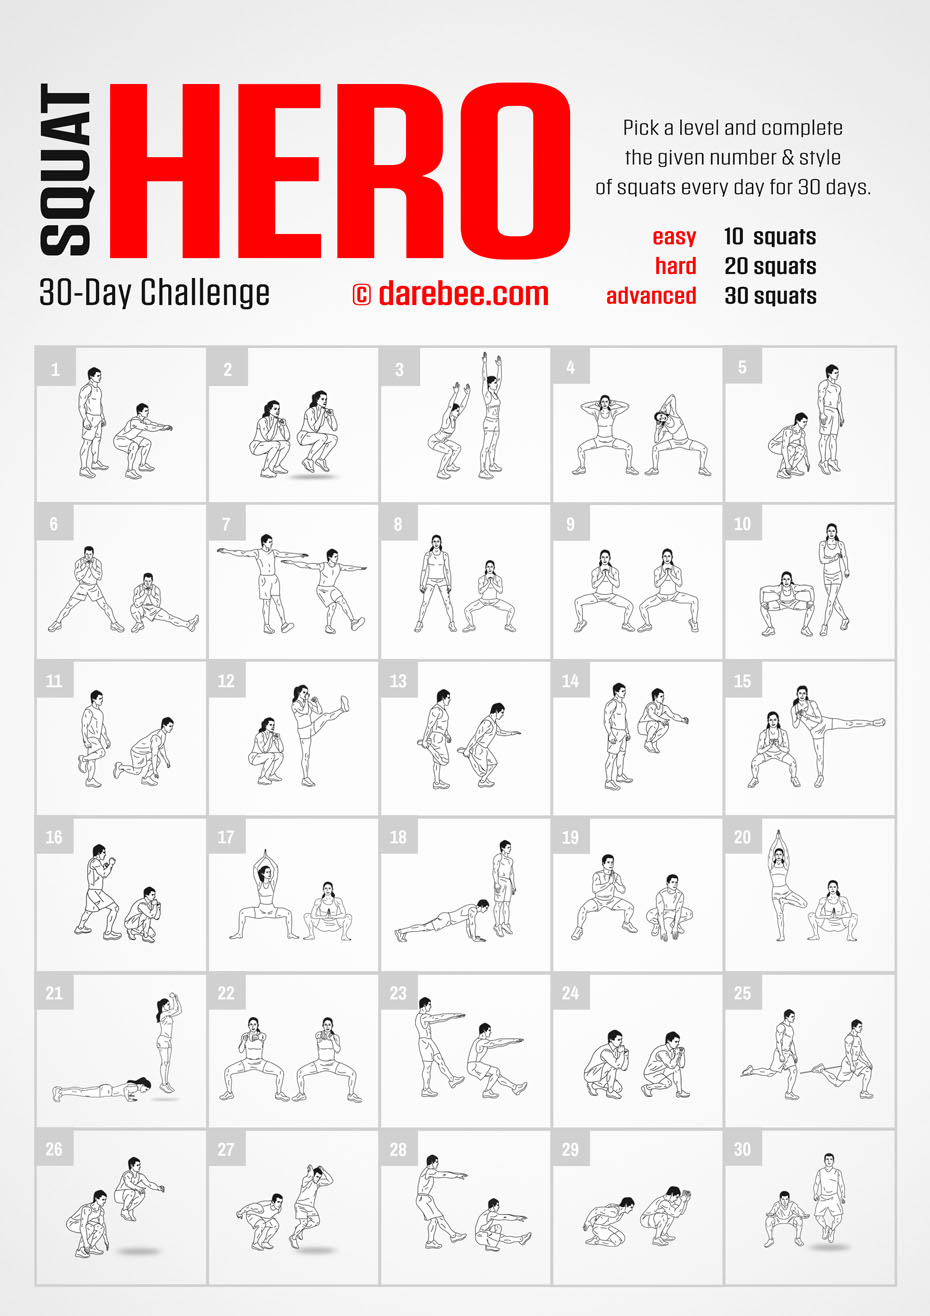 SQUAT
HERO
30-Day Challenge
© darebee.com
Pick a level and complete
the given number & style
of squats every day for 30 days.
easy 10 squats
hard 20 squats
advanced 30 squats
1 2 3 4 5
6 7 8 9 10
11 12 13 14 15
16 17 18 19 20
21 22 23 24 25
26 27 28 29 30